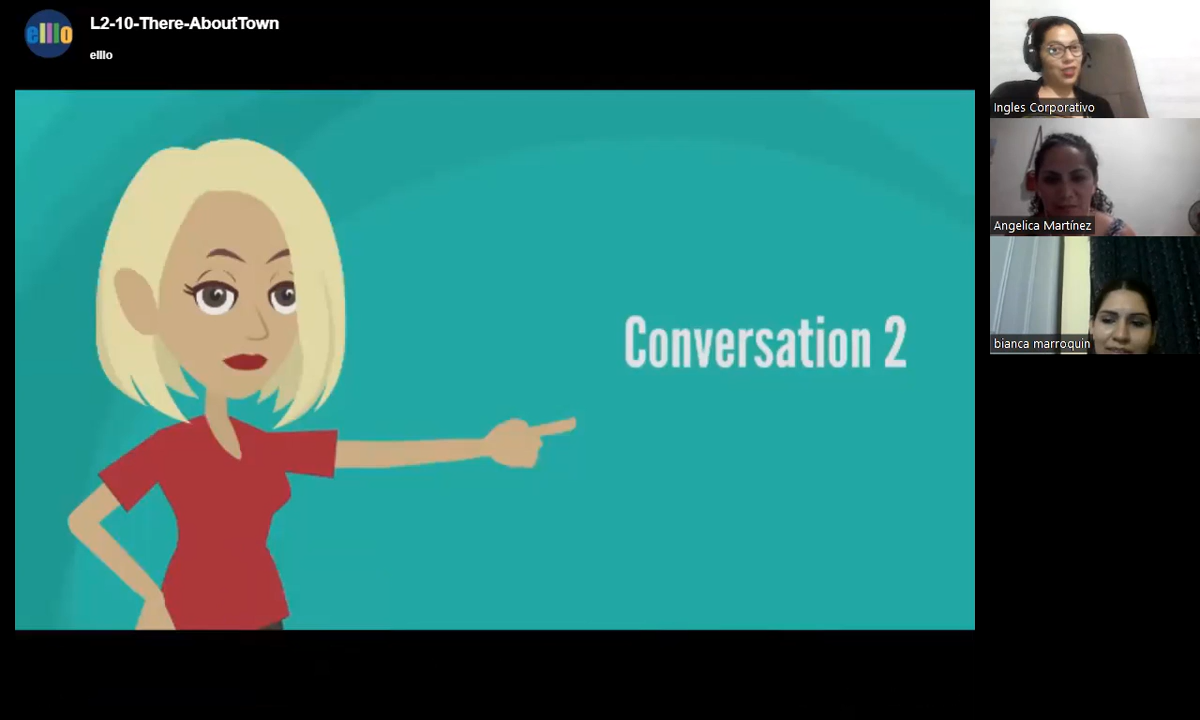 elllo
L2-10-There-AboutTown
elllo
Conversation 2
Ingles Corporativo
Angelica Martínez
bianca marroquin